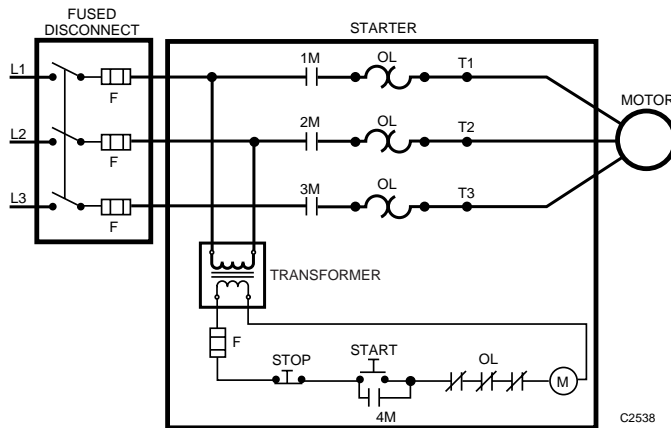 FUSED
DISCONNECT
STARTER
L1
F
1M
OL
T1
MOTOR
L2
F
2M
OL
T2
L3
F
3M
OL
T3
TRANSFORMER
F
STOP
START
OL
M
4M
C2538